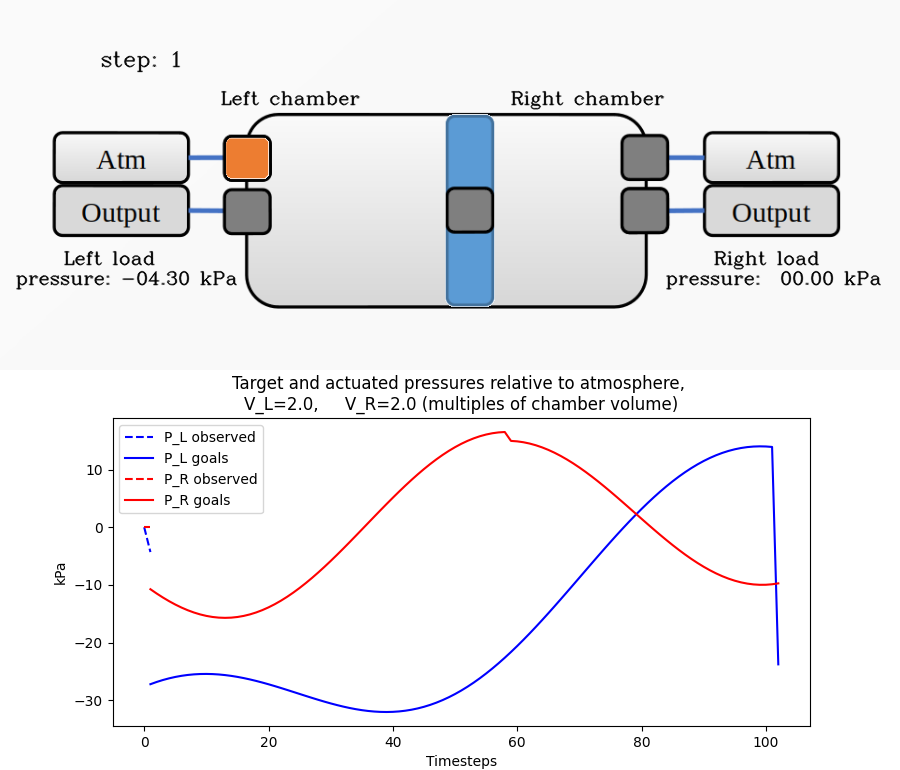 step: 1
Left chamber
Right chamber
Atm
Atm
Output
Output
Left load
pressure: -04.30 kPa
Right load
pressure: 00.00 kPa
Target and actuated pressures relative to atmosphere,
V_L=2.0, V_R=2.0 (multiples of chamber volume)
P_L observed
P_L goals
P_R observed
P_R goals
10
0
−10
−20
−30
kPa
0 20 40 60 80 100
Timesteps